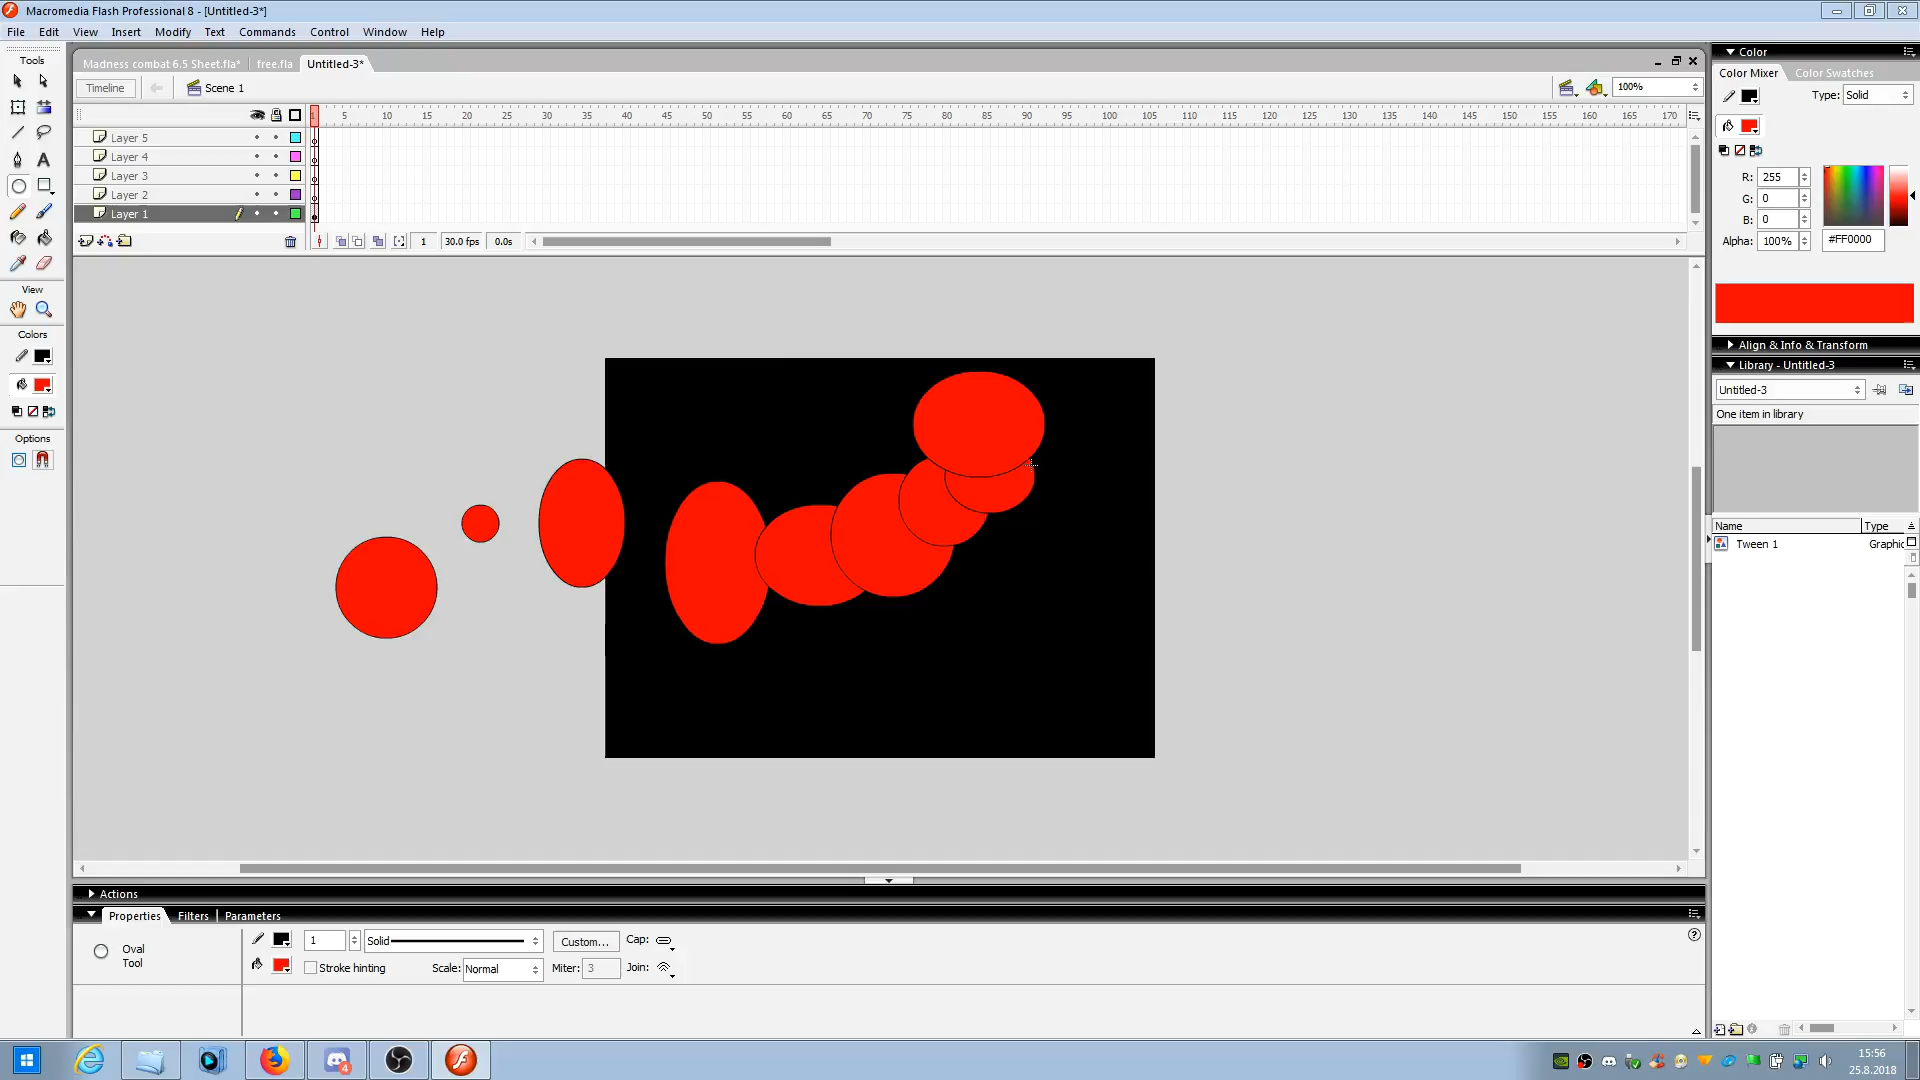 Macromedia Flash Professional 8 - [Untitled-3*]
File Edit View Insert Modify Text Commands Control Window Help
Tools
Madness combat 6.5 Sheet.fla* free.fla Untitled-3*
Timeline Scene 1 100%
1 5 10 15 20 25 30 35 40 45 50 55 60 65 70 75 80 85 90 95 100 105 110 115 120 125 130 135 140 145 150 155 160 165 170
Layer 5
Layer 4
Layer 3
Layer 2
Layer 1
1 30.0 fps 0.0s
View
Colors
Options
Color
Color Mixer Color Swatches
Type: Solid
R: 255
G: 0
B: 0
Alpha: 100% #FF0000
Align & Info & Transform
Library - Untitled-3
Untitled-3
One item in library
Name Type
Tween 1 Graphic
Actions
Properties Filters Parameters
Oval
Tool
1 Solid Custom... Cap:
Stroke hinting Scale: Normal Miter: 3 Join:
4
15:56
25.8.2018